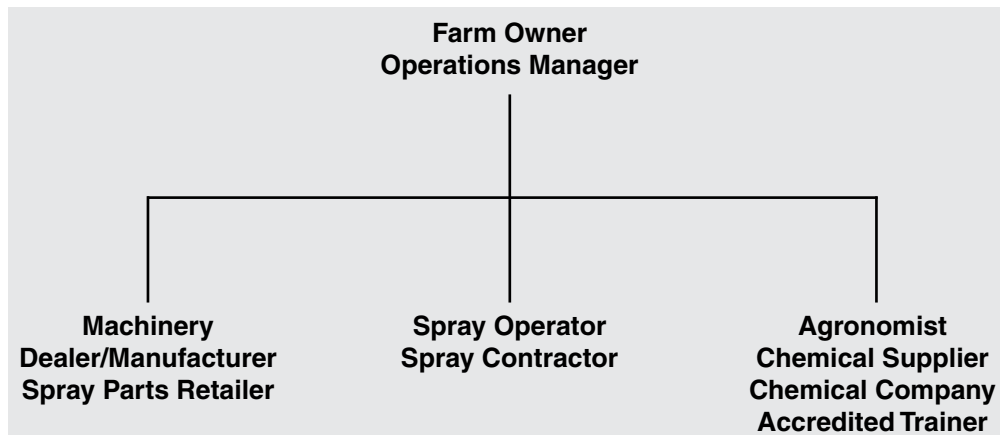 Farm Owner
Operations Manager
Machinery
Dealer/Manufacturer
Spray Parts Retailer
Spray Operator
Spray Contractor
Agronomist
Chemical Supplier
Chemical Company
Accredited Trainer